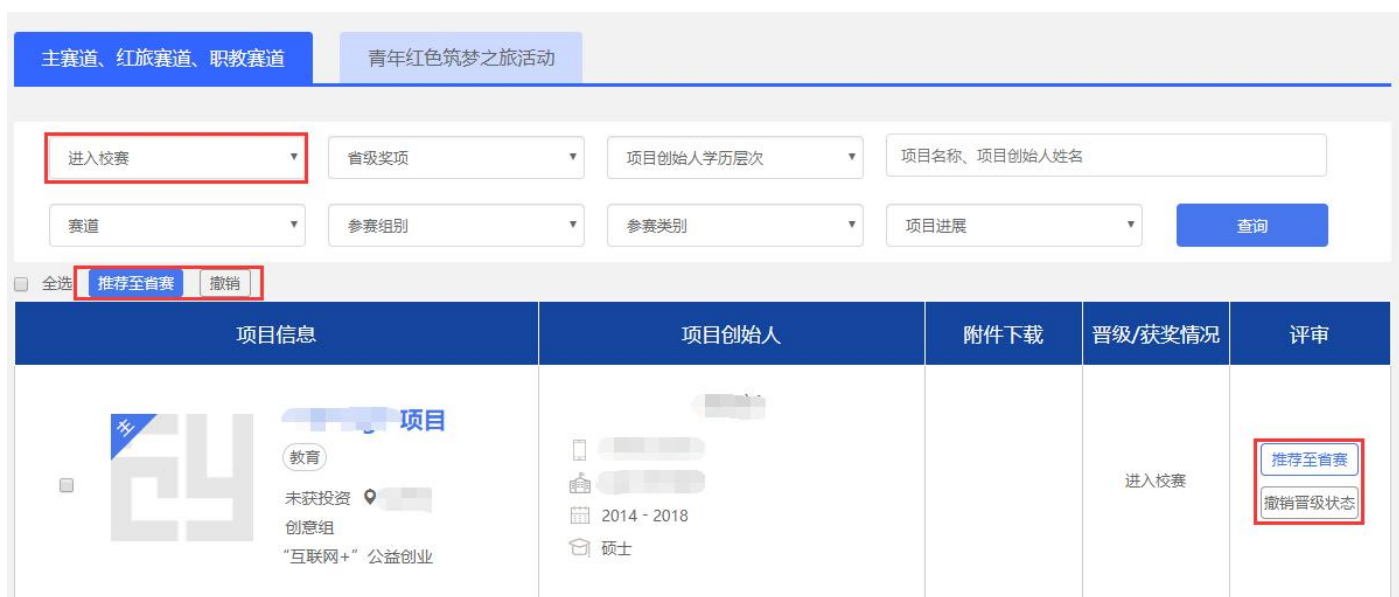 主赛道、红旅赛道、职教赛道 青年红色筑梦之旅活动
进入校赛 省级奖项 项目创始人学历层次 项目名称、项目创始人姓名
赛道 参赛组别 参赛类别 项目进展 查询
全选 推荐至省赛 撤销
项目信息 项目创始人 附件下载 晋级/获奖情况 评审
主
项目
教育
未获投资
创意组
“互联网+”公益创业
2014 - 2018
硕士
进入校赛
推荐至省赛
撤销晋级状态